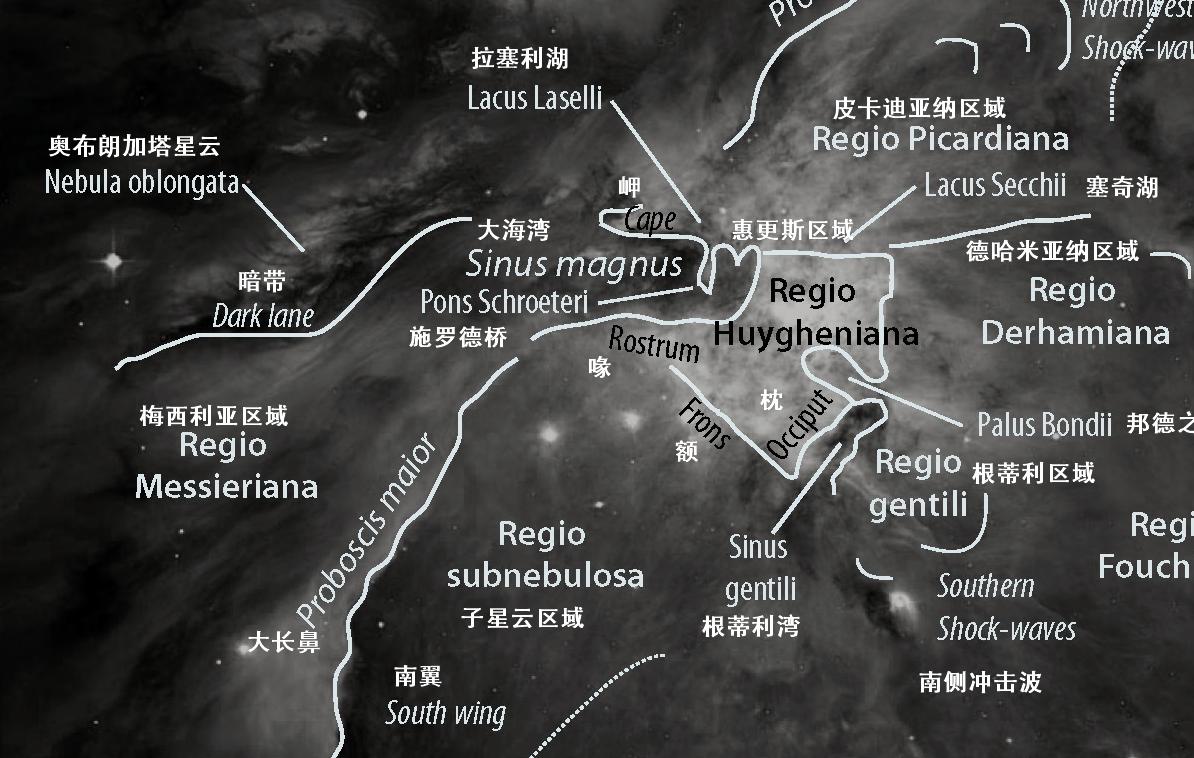 Northwest
Shock-wav
Pro
拉塞利湖
Lacus Laselli
皮卡迪亚纳区域
Regio Picardiana
奥布朗加塔星云
Nebula oblongata
岬
Cape
Lacus Secchii 塞奇湖
大海湾
Sinus magnus
惠更斯区域
德哈米亚纳区域
Regio
Derhamiana
暗带
Dark lane
Pons Schroeteri
施罗德桥
Regio
Huygheniana
Rostrum
喙
枕
Occiput
Frons
额
Palus Bondii 邦德之
梅西利亚区域
Regio
Messieriana
Proboscis maior
大长鼻
Regio
gentili
根蒂利区域
Regio
subnebulosa
子星云区域
Sinus
gentili
根蒂利湾
Regi
Fouch
Southern
Shock-waves
南侧冲击波
南翼
South wing